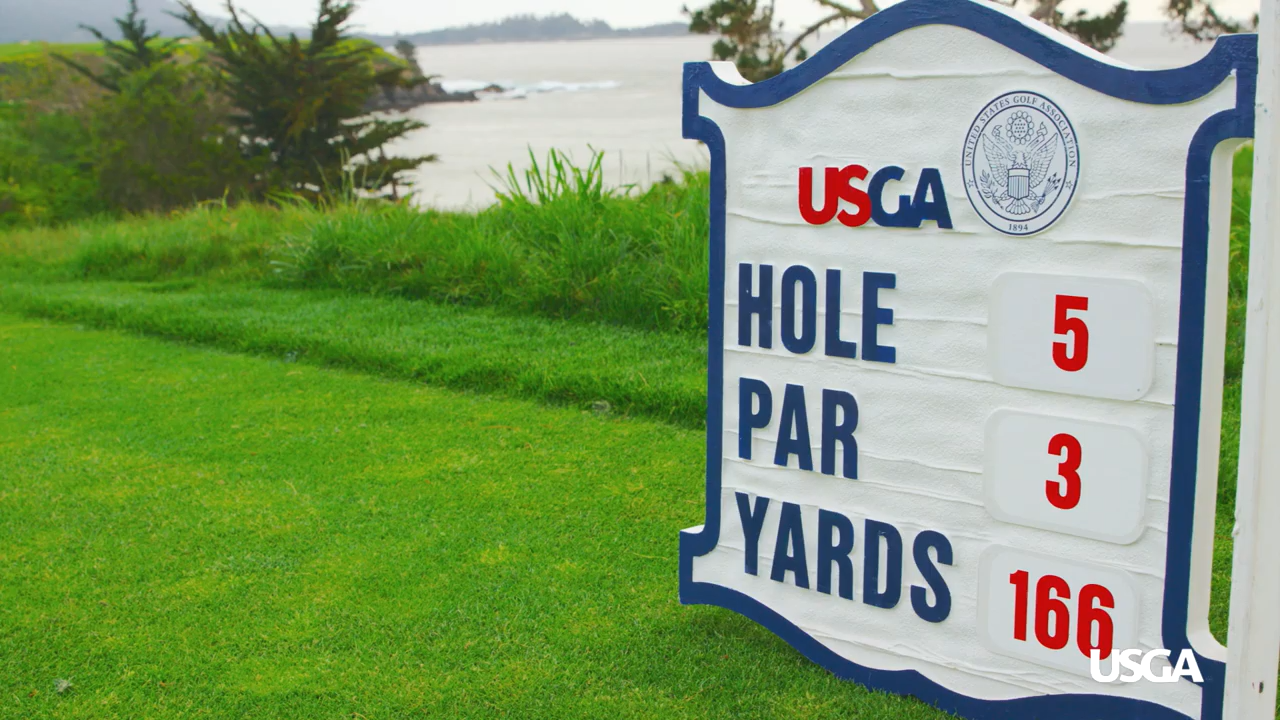 UNITED STATES GOLF ASSOCIATION
1894
USGA
HOLE 5
PAR 3
YARDS 166
USGA